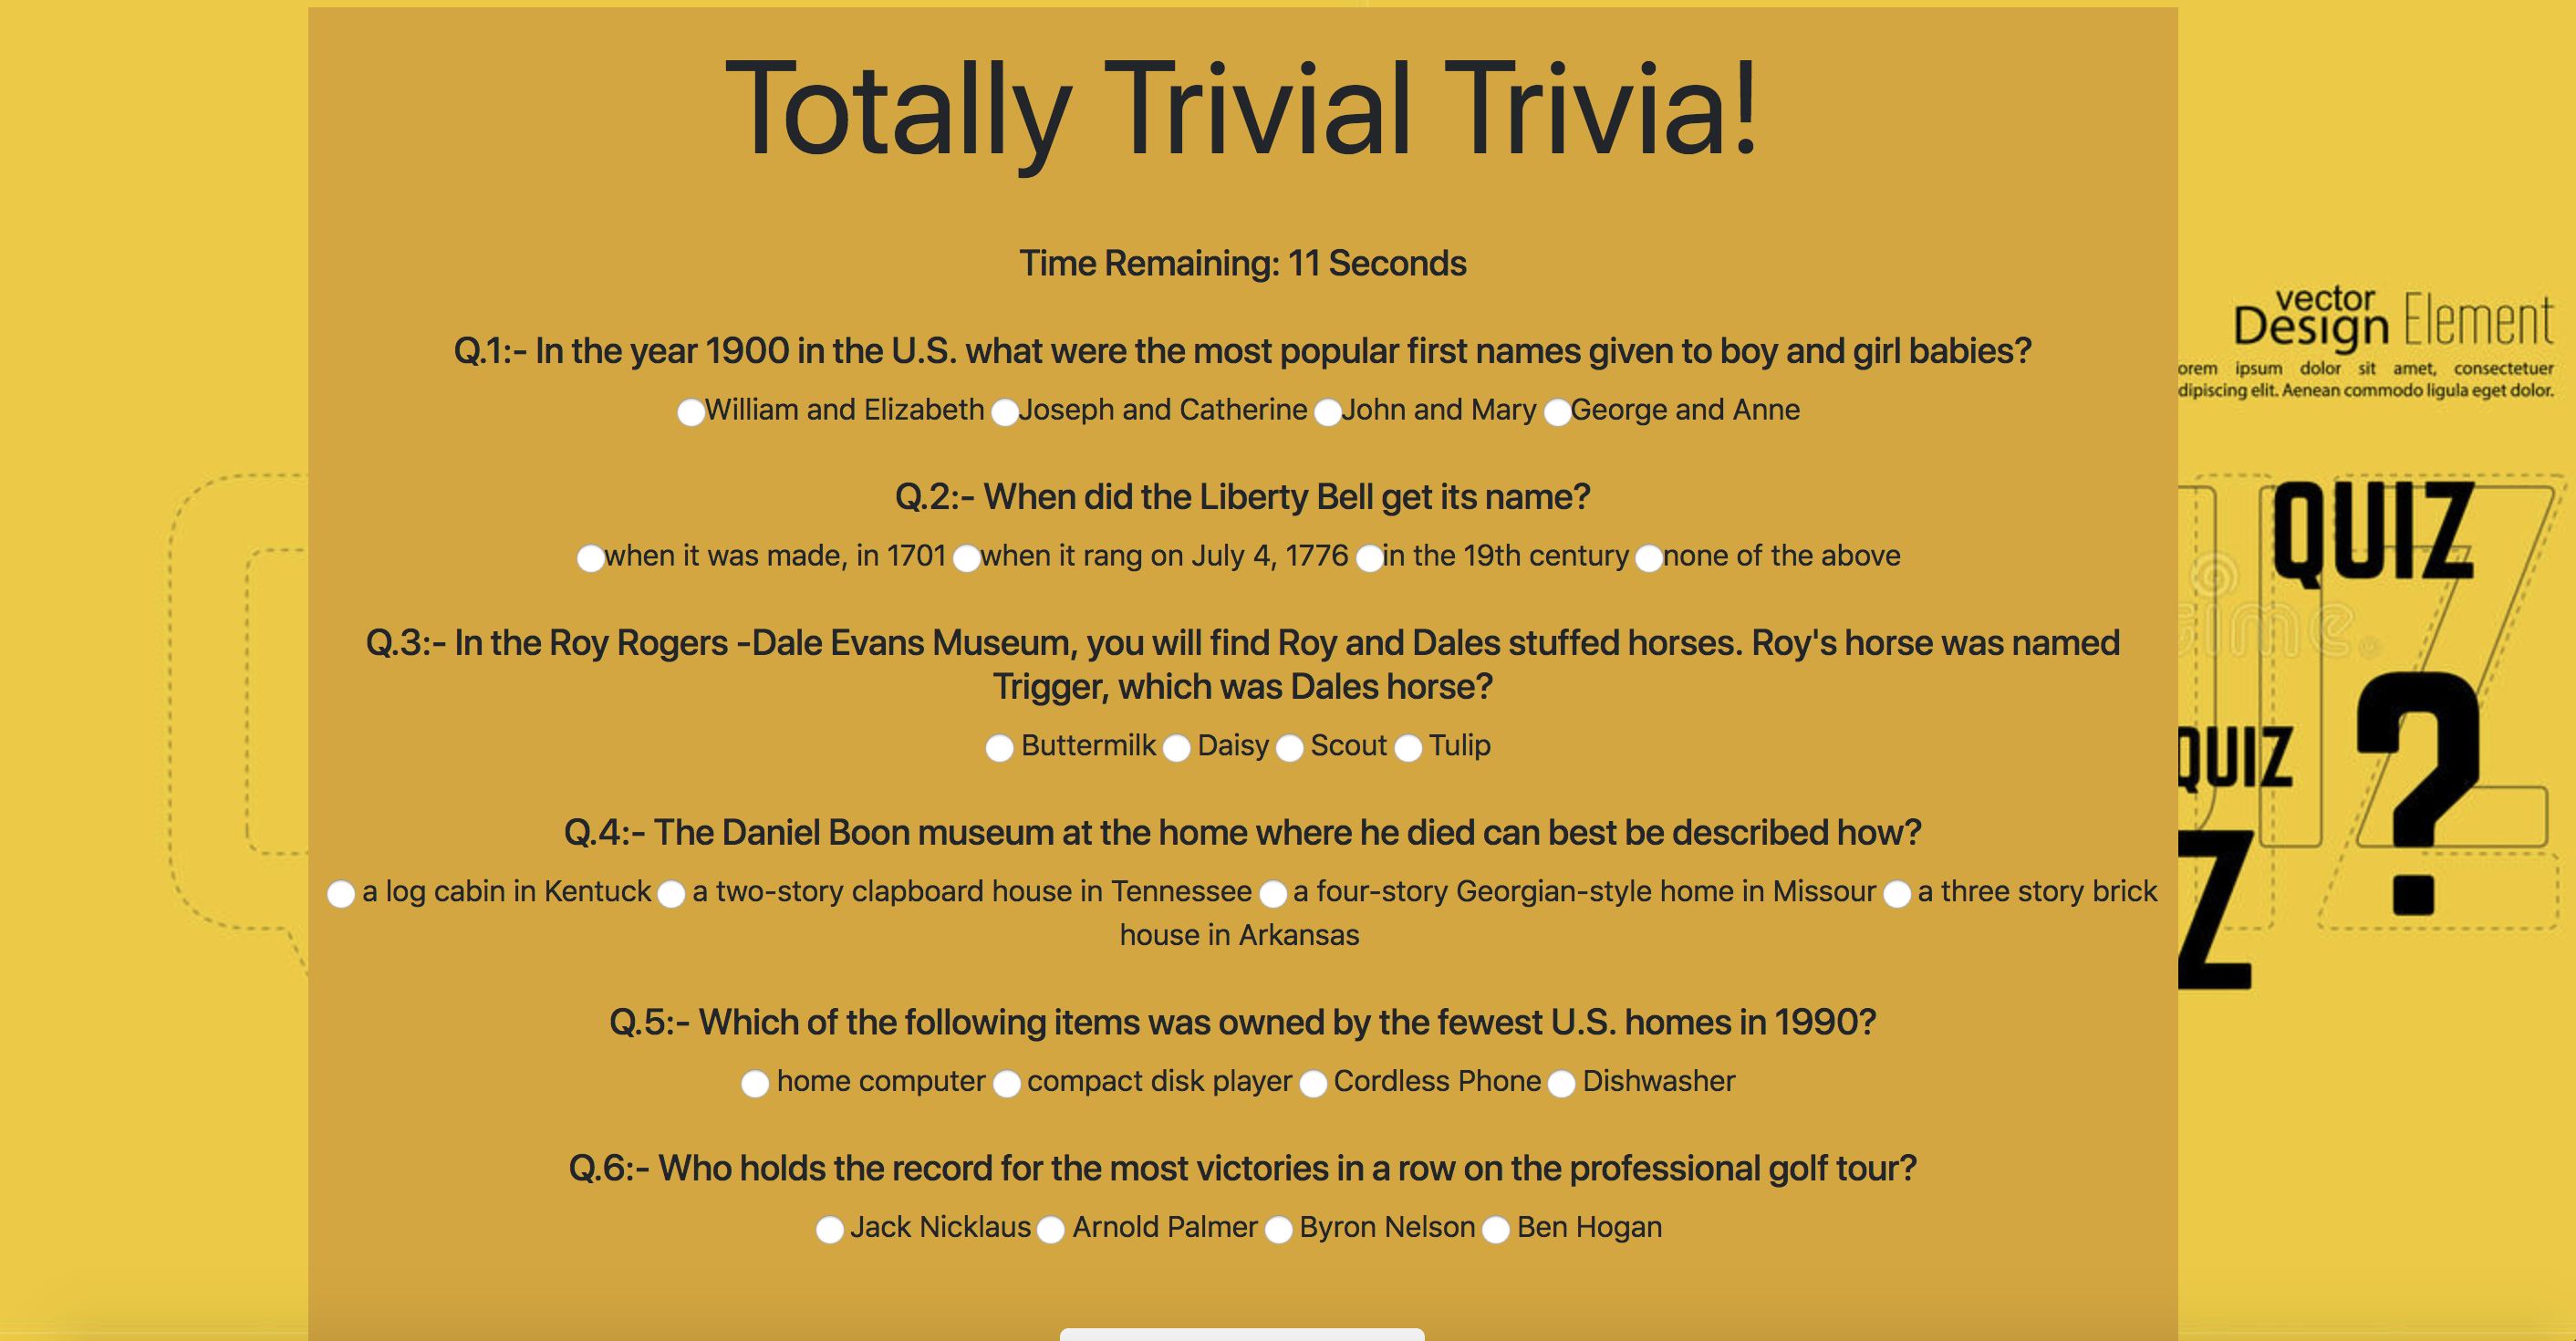 Totally Trivial Trivia!
Time Remaining: 11 Seconds
Q.1:- In the year 1900 in the U.S. what were the most popular first names given to boy and girl babies?
William and Elizabeth Joseph and Catherine John and Mary George and Anne
Q.2:- When did the Liberty Bell get its name?
when it was made, in 1701 when it rang on July 4, 1776 in the 19th century none of the above
Q.3:- In the Roy Rogers -Dale Evans Museum, you will find Roy and Dales stuffed horses. Roy's horse was named
Trigger, which was Dales horse?
Buttermilk Daisy Scout Tulip
Q.4:- The Daniel Boon museum at the home where he died can best be described how?
a log cabin in Kentuck a two-story clapboard house in Tennessee a four-story Georgian-style home in Missour a three story brick
house in Arkansas
Q.5:- Which of the following items was owned by the fewest U.S. homes in 1990?
home computer compact disk player Cordless Phone Dishwasher
Q.6:- Who holds the record for the most victories in a row on the professional golf tour?
Jack Nicklaus Arnold Palmer Byron Nelson Ben Hogan
vector
Design Element
orem ipsum dolor sit amet, consectetuer
dipiscing elit. Aenean commodo ligula eget dolor.
QUIZ
QUIZ
?
Z